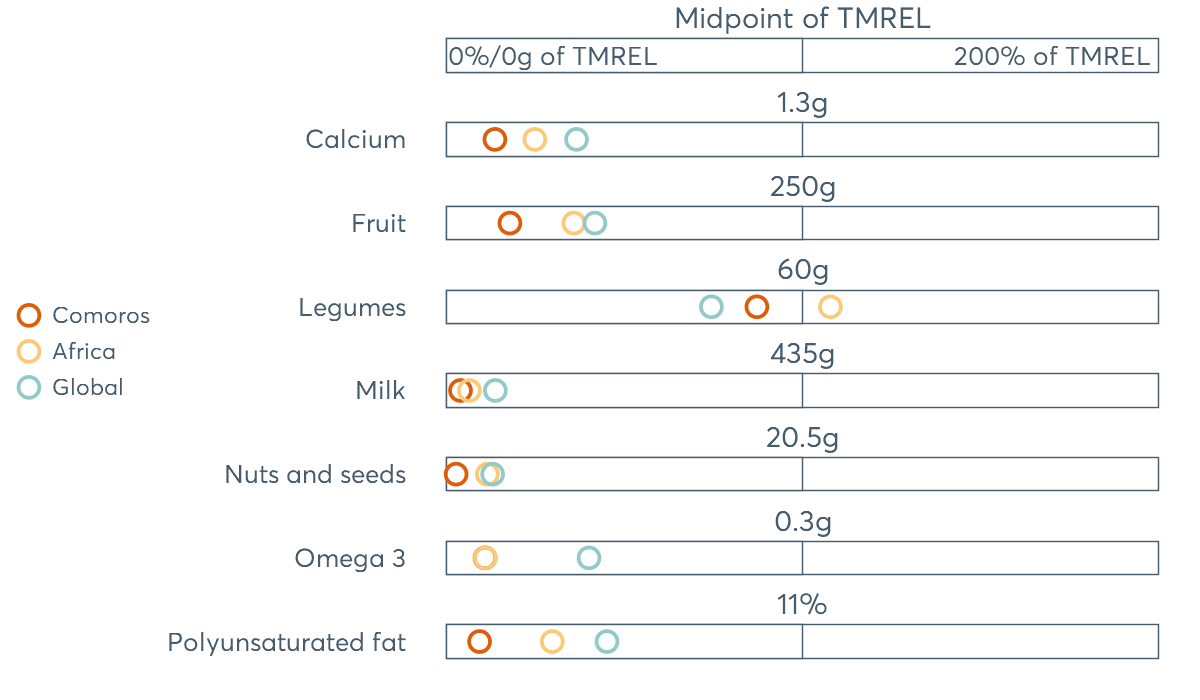 Midpoint of TMREL
0%/0g of TMREL 200% of TMREL
1.3g
Calcium
250g
Fruit
60g
Legumes
435g
Milk
20.5g
Nuts and seeds
0.3g
Omega 3
11%
Polyunsaturated fat
Comoros
Africa
Global